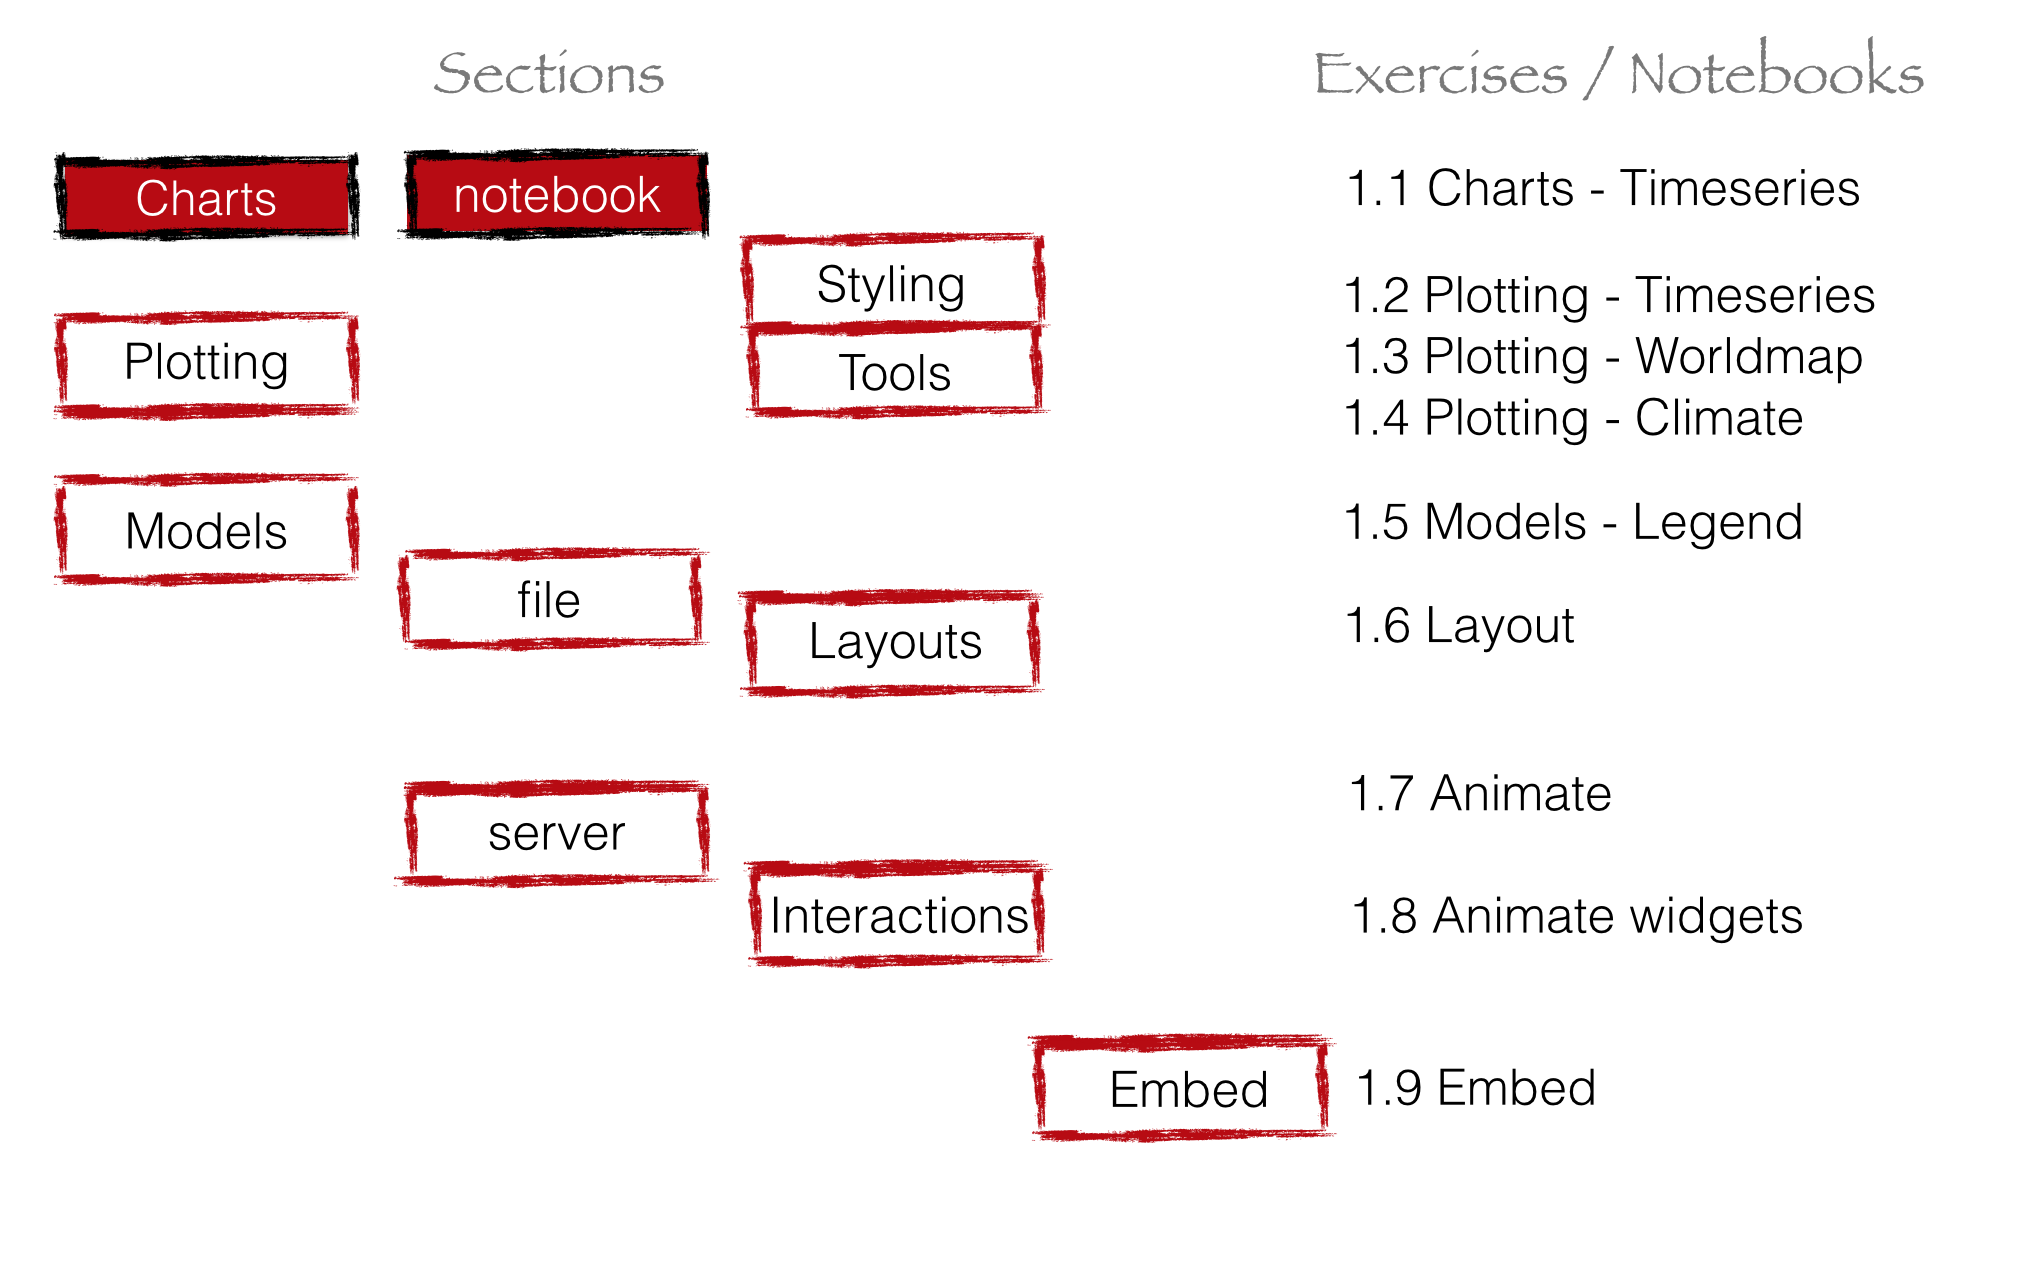 Sections
Exercises / Notebooks
Charts
notebook
1.1 Charts - Timeseries
Styling
1.2 Plotting - Timeseries
Plotting
Tools
1.3 Plotting - Worldmap
1.4 Plotting - Climate
Models
1.5 Models - Legend
file
Layouts
1.6 Layout
server
1.7 Animate
Interactions
1.8 Animate widgets
Embed
1.9 Embed